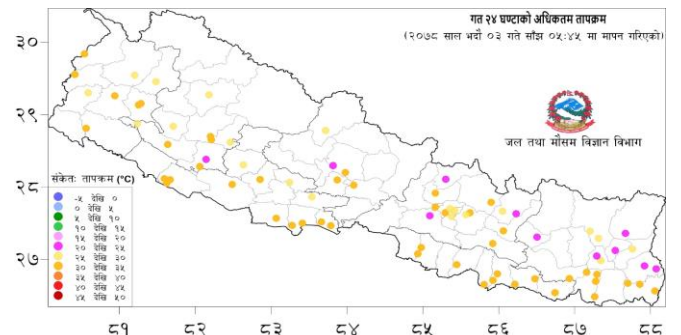 गत २४ घण्टाको अधिकतम तापक्रम
(२०७८ साल भदौ ०३ गते साँझ ०५:४५ मा मापन गरिएको)
३०
२९
२८
२७
जल तथा मौसम विज्ञान विभाग
संकेतः तापक्रम (°C)
-५ देखि ०
० देखि ५
५ देखि १०
१० देखि १५
१५ देखि २०
२० देखि २५
२५ देखि ३०
३० देखि ३५
३५ देखि ४०
४० देखि ४५
४५ देखि ५०
८१ ८२ ८३ ८४ ८५ ८६ ८७ ८८